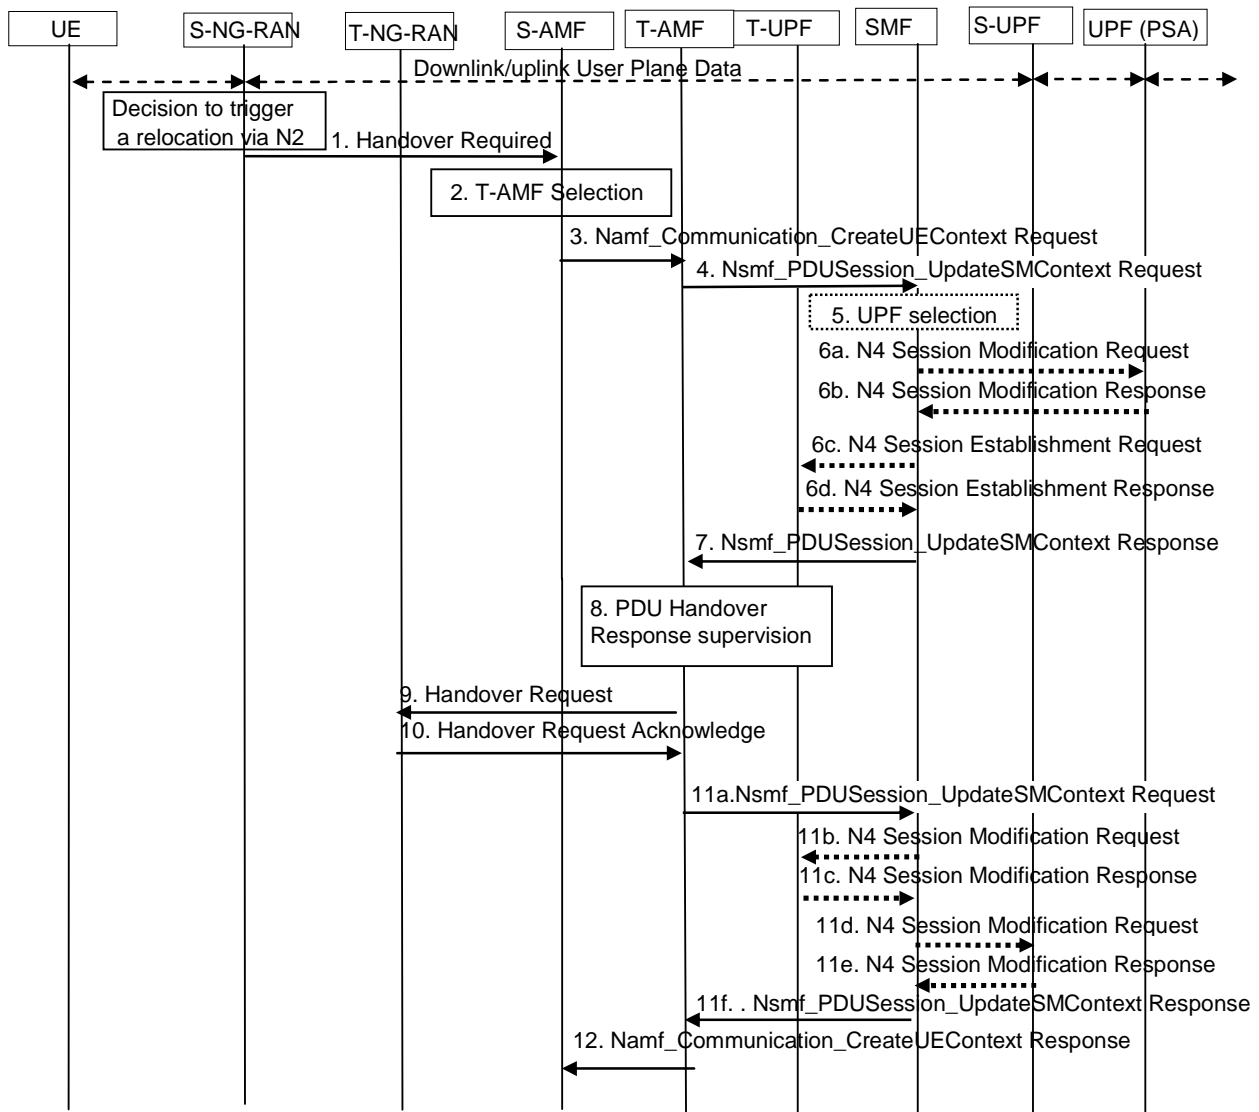 UE
S-NG-RAN
T-NG-RAN
S-AMF
T-AMF
T-UPF
SMF
S-UPF
UPF (PSA)
Downlink/uplink User Plane Data
Decision to trigger
a relocation via N2
1. Handover Required
2. T-AMF Selection
3. Namf_Communication_CreateUEContext Request
4. Nsmf_PDUSession_UpdateSMContext Request
5. UPF selection
6a. N4 Session Modification Request
6b. N4 Session Modification Response
6c. N4 Session Establishment Request
6d. N4 Session Establishment Response
7. Nsmf_PDUSession_UpdateSMContext Response
8. PDU Handover
Response supervision
9. Handover Request
10. Handover Request Acknowledge
11a.Nsmf_PDUSession_UpdateSMContext Request
11b. N4 Session Modification Request
11c. N4 Session Modification Response
11d. N4 Session Modification Request
11e. N4 Session Modification Response
11f. . Nsmf_PDUSession_UpdateSMContext Response
12. Namf_Communication_CreateUEContext Response